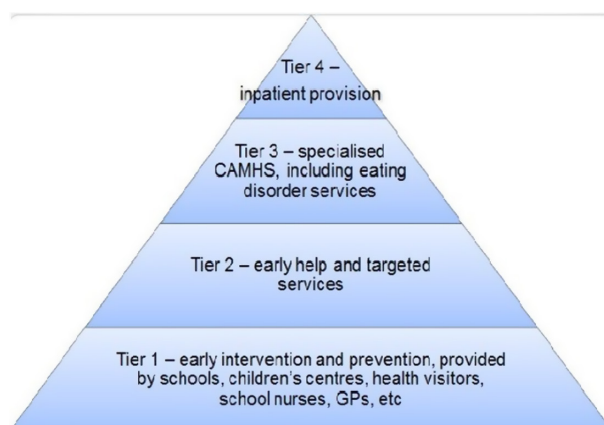 Tier 4 –
inpatient provision
Tier 3 – specialised
CAMHS, including eating
disorder services
Tier 2 – early help and targeted
services
Tier 1 – early intervention and prevention, provided
by schools, children's centres, health visitors,
school nurses, GPs, etc